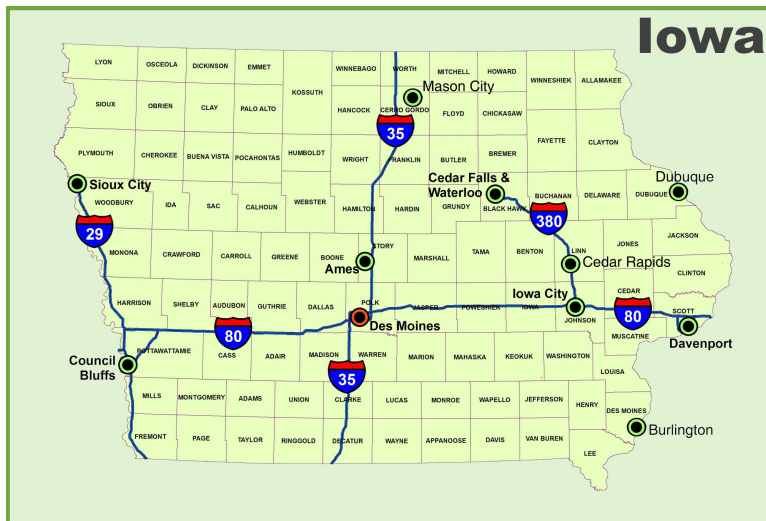 Iowa
LYON
OSCEOLA
DICKINSON
EMMET
WINNEBAGO
WORTH
MITCHELL
HOWARD
WINNESHIEK
ALLAMAKEE
KOSSUTH
Mason City
SIOUX
OBRIEN
CLAY
PALO ALTO
HANCOCK
CERRO GORDO
FLOYD
CHICKASAW
35
FAYETTE
CLAYTON
PLYMOUTH
CHEROKEE
BUENA VISTA
POCAHONTAS
HUMBOLDT
WRIGHT
FRANKLIN
BUTLER
BREMER
Cedar Falls &
Waterloo
Dubuque
Sioux City
WOODBURY
IDA
SAC
CALHOUN
WEBSTER
HAMILTON
HARDIN
GRUNDY
BLACK HAWK
BUCHANAN
DELAWARE
DUBUQUE
29
380
MONONA
CRAWFORD
CARROLL
GREENE
BOONE
STORY
MARSHALL
TAMA
BENTON
LINN
JONES
JACKSON
Ames
Cedar Rapids
CLINTON
HARRISON
SHELBY
AUDUBON
GUTHRIE
DALLAS
POLK
JASPER
POWESHIEK
IOWA
Iowa City
JOHNSON
CEDAR
SCOTT
80
80
Des Moines
MUSCATINE
Davenport
Council
Bluffs
POTTAWATTAMIE
CASS
ADAIR
MADISON
WARREN
MARION
MAHASKA
KEOKUK
WASHINGTON
LOUISA
35
MILLS
MONTGOMERY
ADAMS
UNION
CLARKE
LUCAS
MONROE
WAPELLO
JEFFERSON
HENRY
DES MOINES
Burlington
FREMONT
PAGE
TAYLOR
RINGGOLD
DECATUR
WAYNE
APPANOOSE
DAVIS
VAN BUREN
LEE